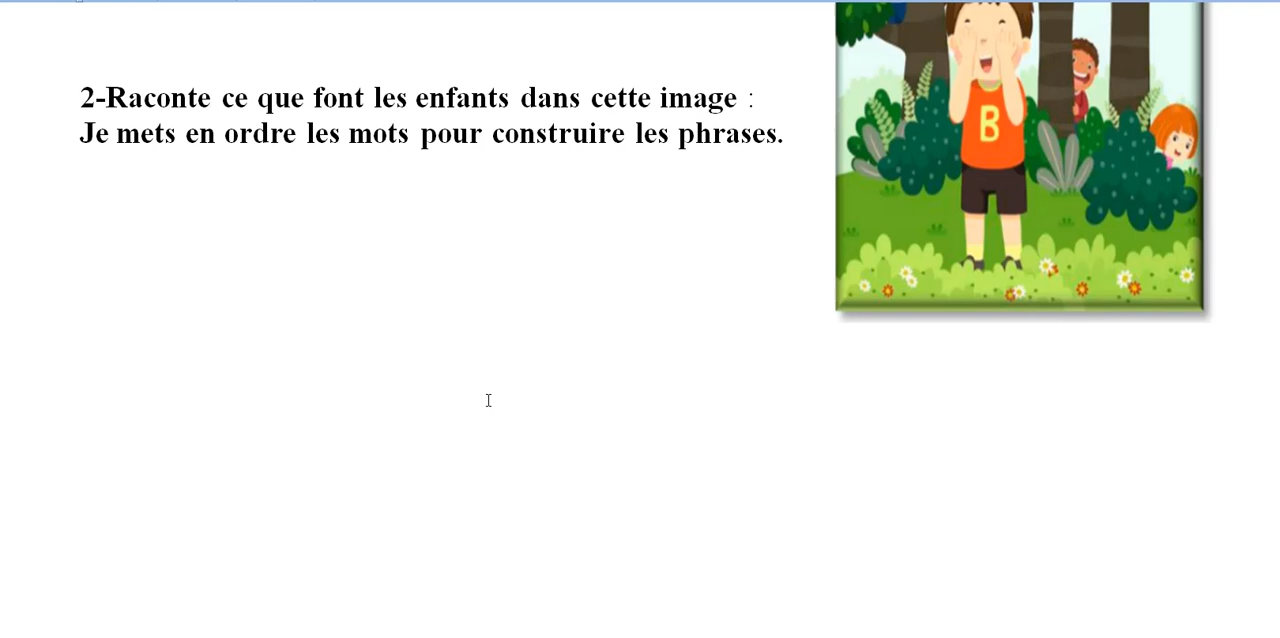 2-Raconte ce que font les enfants dans cette image :
Je mets en ordre les mots pour construire les phrases.
B